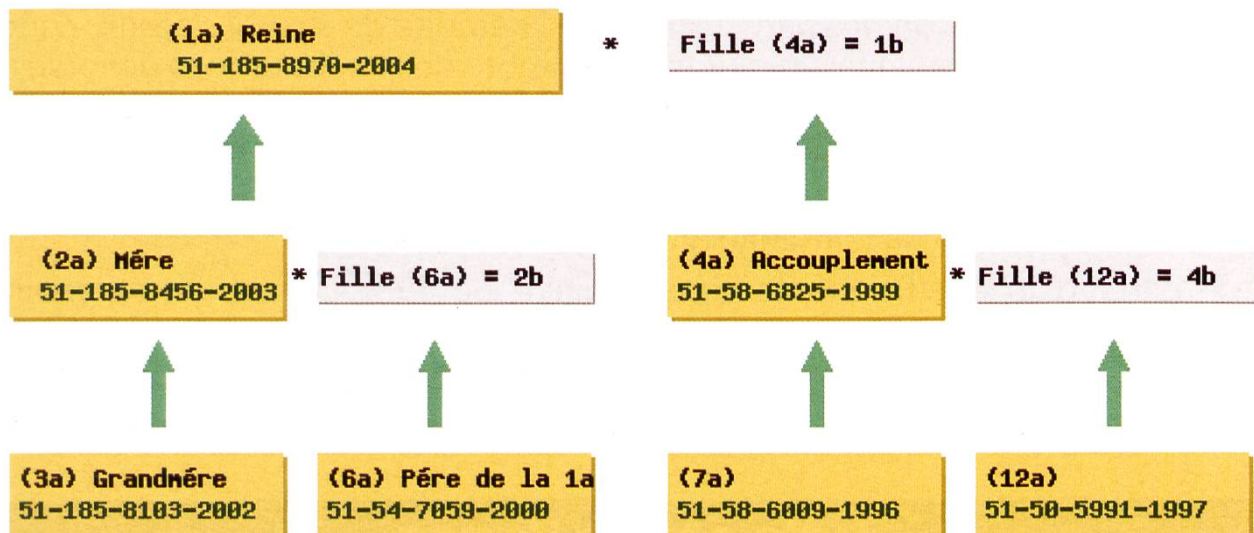 (1a) Reine
51-185-8970-2004
*
Fille (4a) = 1b
(2a) Mére
51-185-8456-2003
*
Fille (6a) = 2b
(4a) Accouplement
51-58-6825-1999
*
Fille (12a) = 4b
(3a) Grandmére
51-185-8103-2002
(6a) Pére de la 1a
51-54-7059-2000
(7a)
51-58-6009-1996
(12a)
51-50-5991-1997